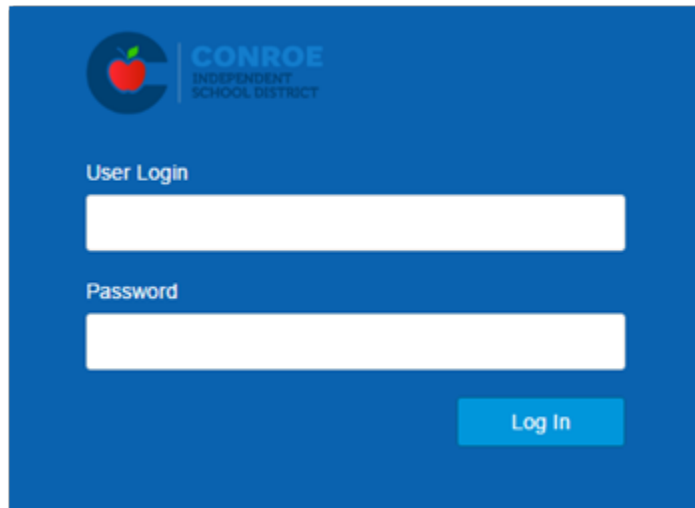 CONROE
INDEPENDENT
SCHOOL DISTRICT
User Login
Password
Log In